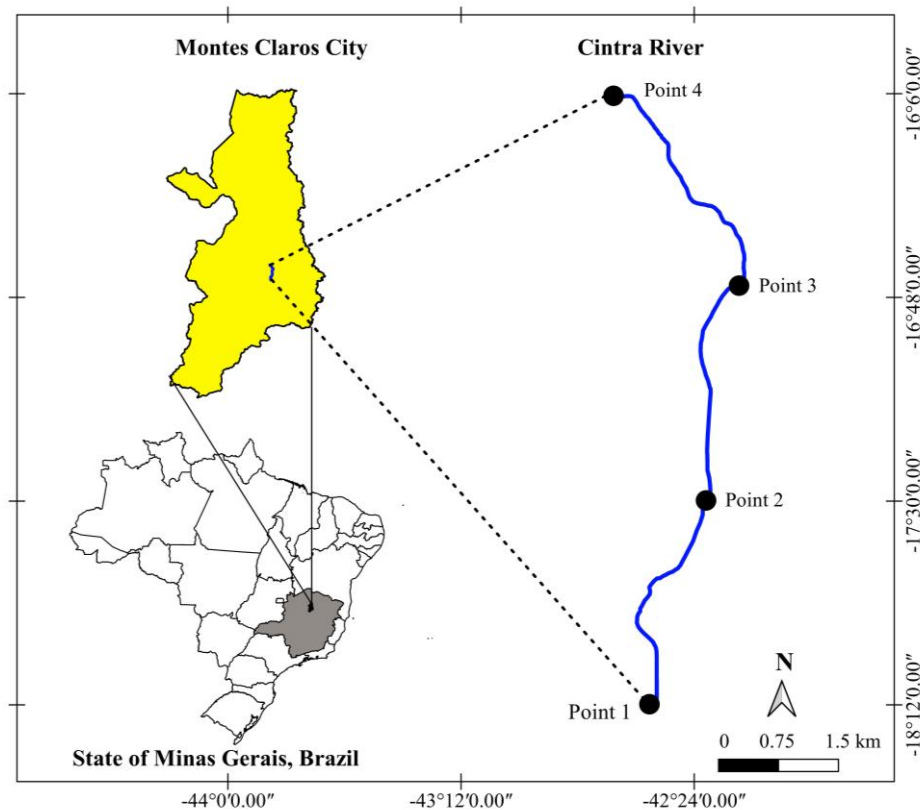 Montes Claros City
Cintra River
Point 4
Point 3
Point 2
Point 1
N
0 0.75 1.5 km
State of Minas Gerais, Brazil
-16°6′0.00″
-16°48′0.00″
-17°30′0.00″
-18°12′0.00″
-44°0′0.00″
-43°12′0.00″
-42°24′0.00″